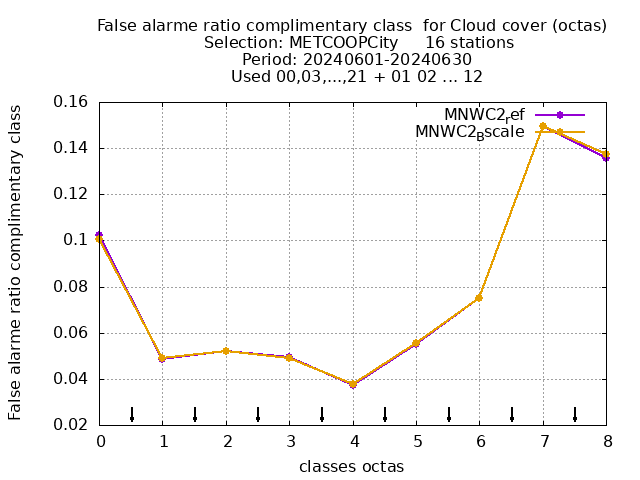 False alarme ratio complimentary class  for Cloud cover (octas)
Selection: METCOOPCity     16 stations
Period: 20240601-20240630
Used 00,03,...,21 + 01 02 ... 12
MNWC2ref
MNWC2Bscale
False alarme ratio complimentary class
0.16
0.14
0.12
0.1
0.08
0.06
0.04
0.02
0 1 2 3 4 5 6 7 8
classes octas